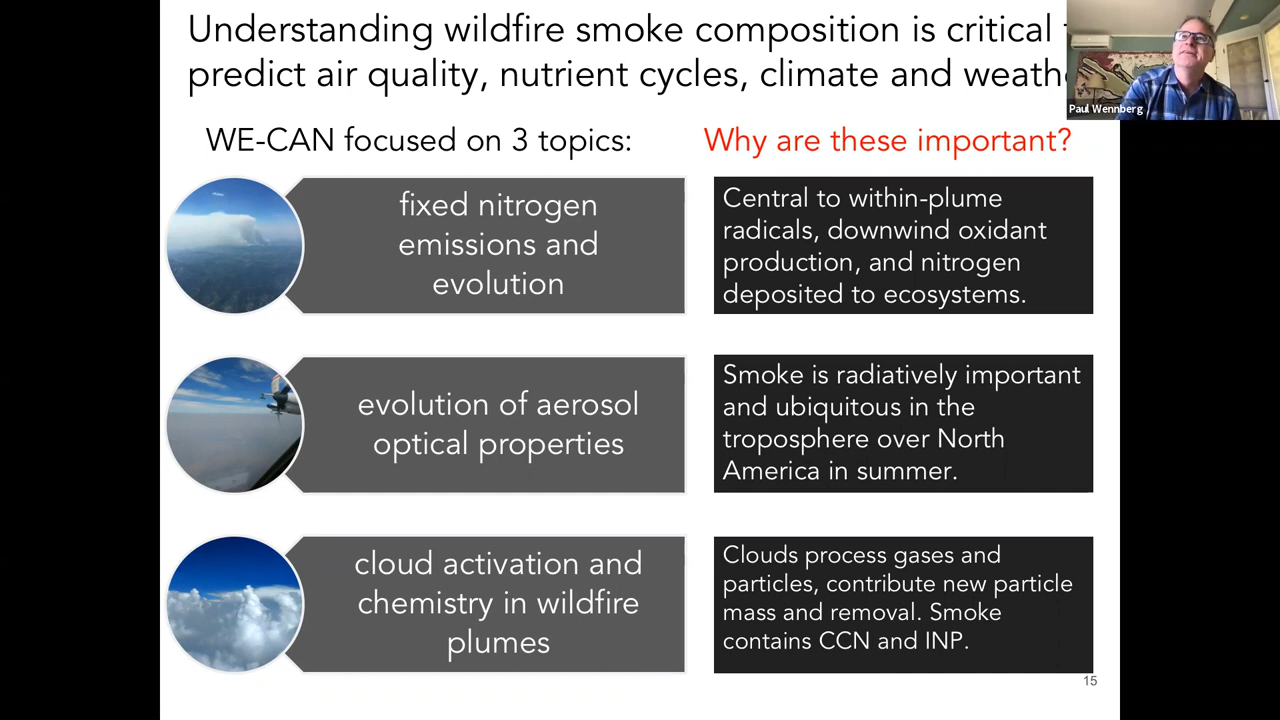 Understanding wildfire smoke composition is critical
predict air quality, nutrient cycles, climate and
Paul Wennberg
WE-CAN focused on 3 topics:
Why are these important?
fixed nitrogen
emissions and
evolution
Central to within-plume
radicals, downwind oxidant
production, and nitrogen
deposited to ecosystems.
evolution of aerosol
optical properties
Smoke is radiatively important
and ubiquitous in the
troposphere over North
America in summer.
cloud activation and
chemistry in wildfire
plumes
Clouds process gases and
particles, contribute new particle
mass and removal. Smoke
contains CCN and INP.
15